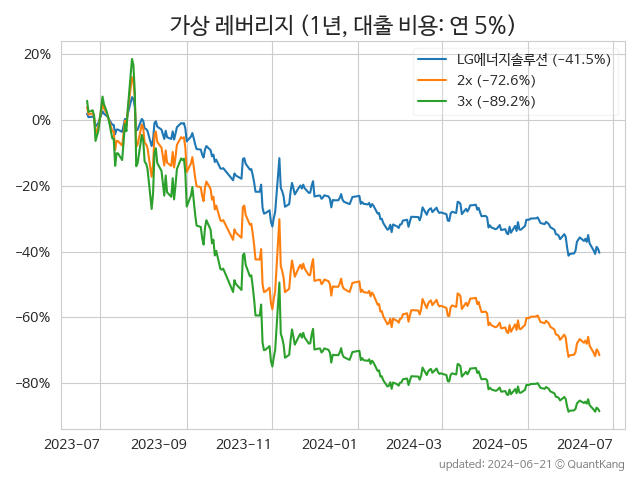 가상 레버리지 (1년, 대출 비용: 연 5%)
LG에너지솔루션 (−41.5%)
2x (−72.6%)
3x (−89.2%)
20%
0%
−20%
−40%
−60%
−80%
2023-07 2023-09 2023-11 2024-01 2024-03 2024-05 2024-07
updated: 2024-06-21 © QuantKang